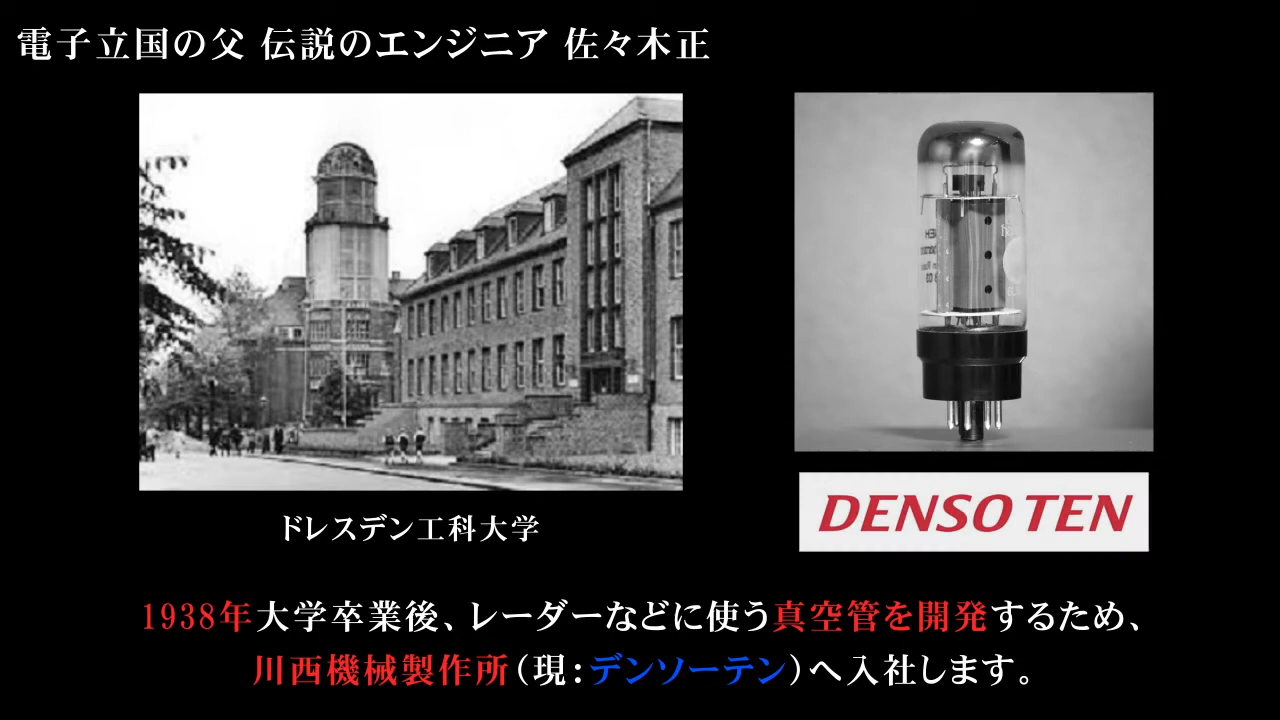 電子立国の父 伝説のエンジニア 佐々木正
ドレスデン工科大学
DENSO TEN
1938年大学卒業後、レーダーなどに使う真空管を開発するため、
川西機械製作所(現:デンソーテン)へ入社します。